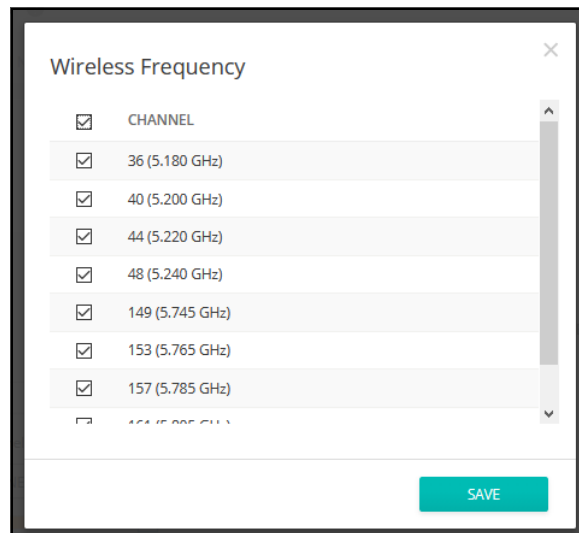 Wireless Frequency
CHANNEL
36 (5.180 GHz)
40 (5.200 GHz)
44 (5.220 GHz)
48 (5.240 GHz)
149 (5.745 GHz)
153 (5.765 GHz)
157 (5.785 GHz)
SAVE